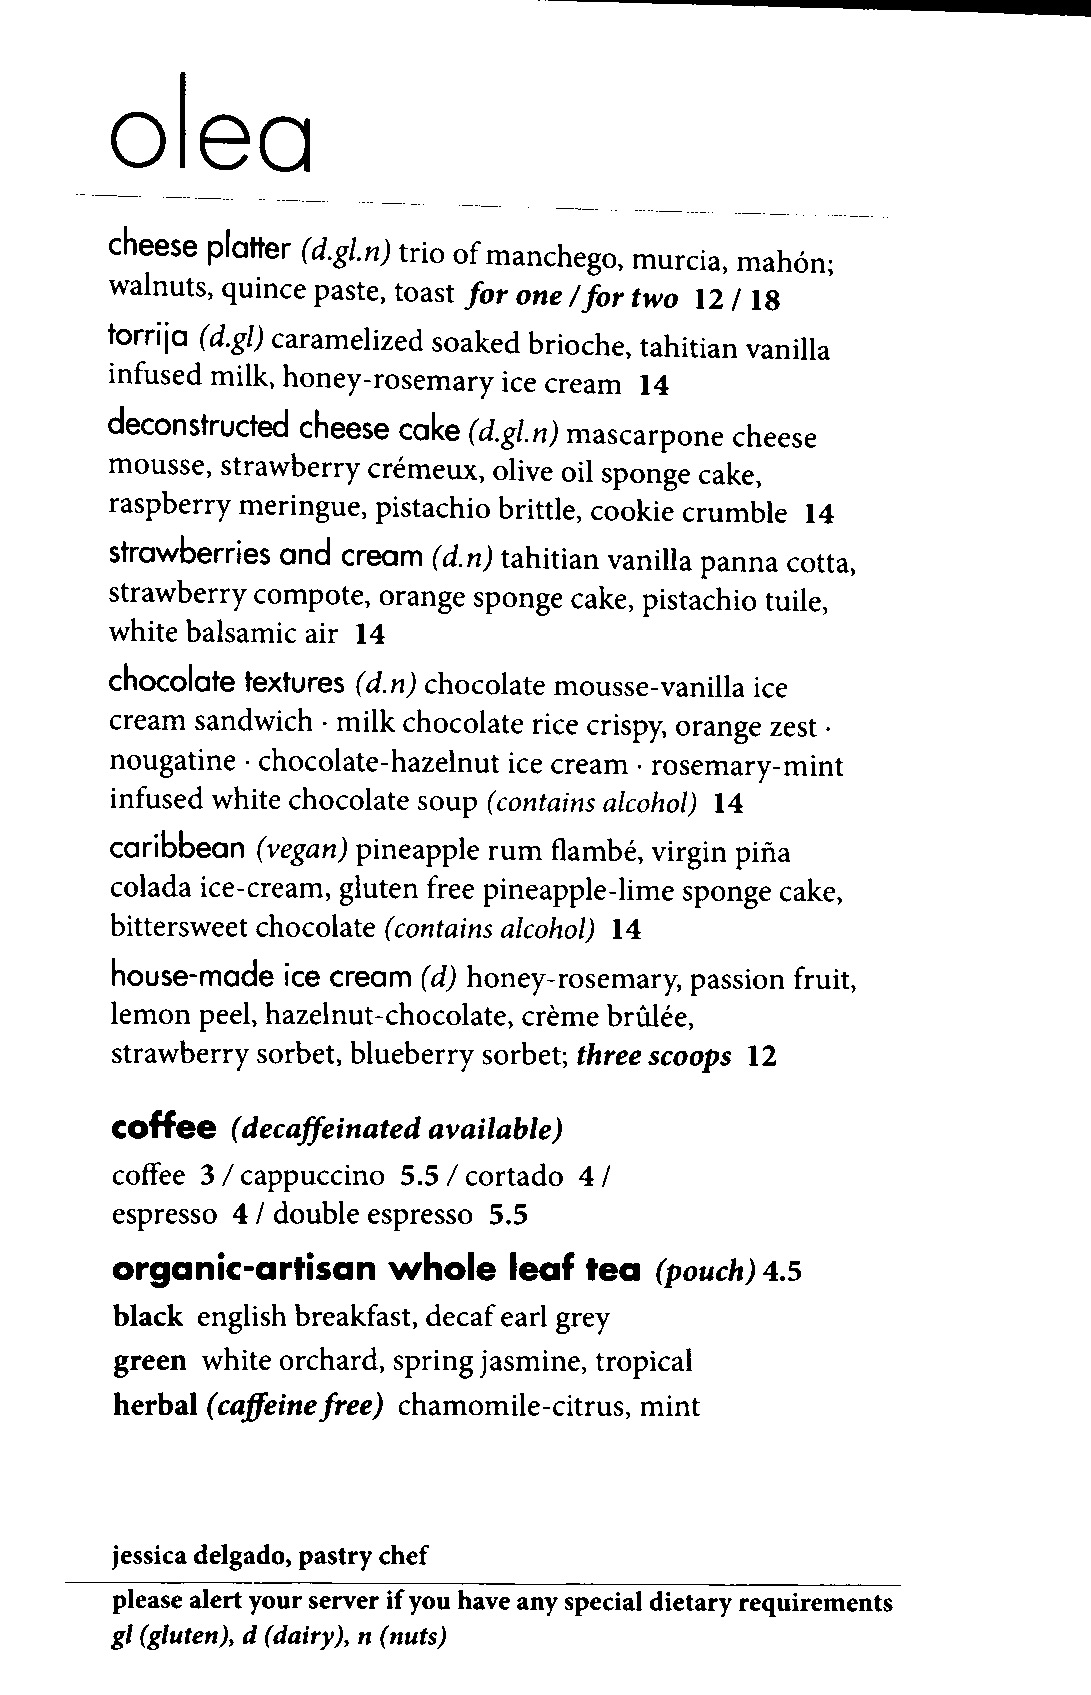 olea
cheese platter (d.gl.n) trio of manchego, murcia, mahón;
walnuts, quince paste, toast for one / for two 12 / 18
torrija (d.gl) caramelized soaked brioche, tahitian vanilla
infused milk, honey-rosemary ice cream 14
deconstructed cheese cake (d.gl.n) mascarpone cheese
mousse, strawberry crémeux, olive oil sponge cake,
raspberry meringue, pistachio brittle, cookie crumble 14
strawberries and cream (d.n) tahitian vanilla panna cotta,
strawberry compote, orange sponge cake, pistachio tuile,
white balsamic air 14
chocolate textures (d.n) chocolate mousse-vanilla ice
cream sandwich · milk chocolate rice crispy, orange zest ·
nougatine · chocolate-hazelnut ice cream · rosemary-mint
infused white chocolate soup (contains alcohol) 14
caribbean (vegan) pineapple rum flambé, virgin piña
colada ice-cream, gluten free pineapple-lime sponge cake,
bittersweet chocolate (contains alcohol) 14
house-made ice cream (d) honey-rosemary, passion fruit,
lemon peel, hazelnut-chocolate, crème brûlée,
strawberry sorbet, blueberry sorbet; three scoops 12
coffee (decaffeinated available)
coffee 3 / cappuccino 5.5 / cortado 4 /
espresso 4 / double espresso 5.5
organic-artisan whole leaf tea (pouch) 4.5
black english breakfast, decaf earl grey
green white orchard, spring jasmine, tropical
herbal (caffeine free) chamomile-citrus, mint
jessica delgado, pastry chef
please alert your server if you have any special dietary requirements
gl (gluten), d (dairy), n (nuts)